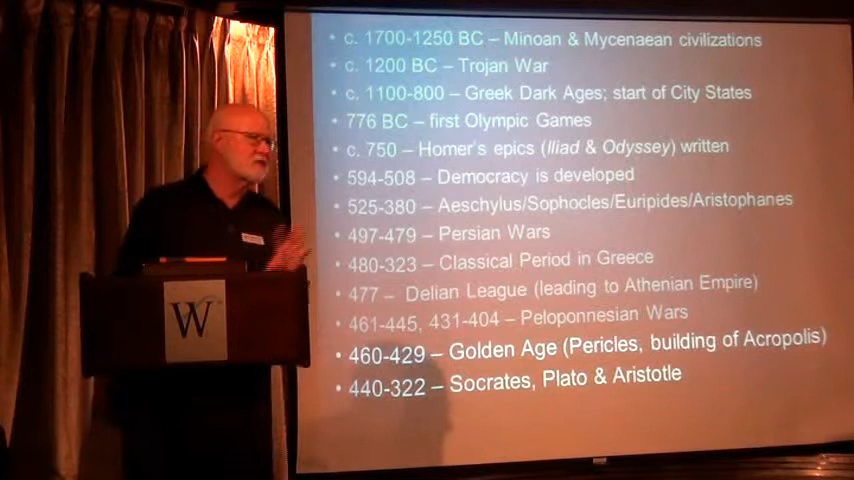 • c. 1700-1250 BC – Minoan & Mycenaean civilizations
• c. 1200 BC – Trojan War
• c. 1100-800 – Greek Dark Ages; start of City States
• 776 BC – first Olympic Games
• c. 750 – Homer's epics (Iliad & Odyssey) written
• 594-508 – Democracy is developed
• 525-380 – Aeschylus/Sophocles/Euripides/Aristophanes
• 497-479 – Persian Wars
• 480-323 – Classical Period in Greece
• 477 – Delian League (leading to Athenian Empire)
• 461-445, 431-404 – Peloponnesian Wars
• 460-429 – Golden Age (Pericles, building of Acropolis)
• 440-322 – Socrates, Plato & Aristotle
W